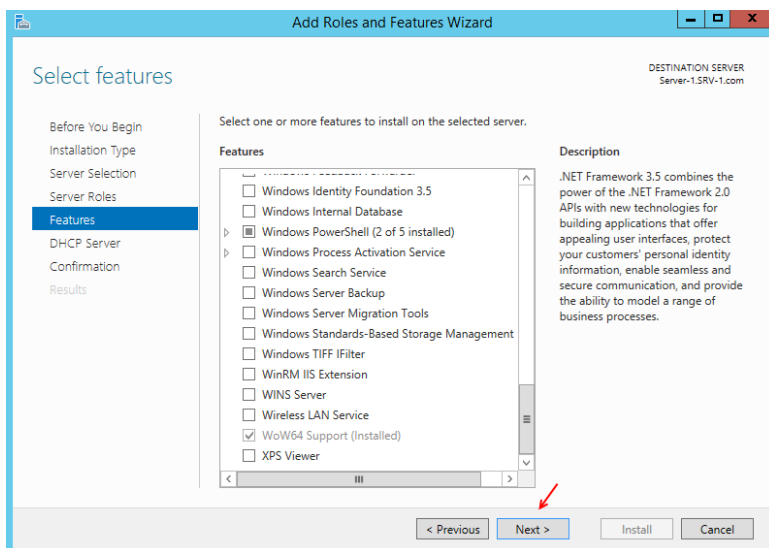 Add Roles and Features Wizard
Select features
DESTINATION SERVER
Server-1.SRV-1.com
Before You Begin
Installation Type
Server Selection
Server Roles
Features
DHCP Server
Confirmation
Results
Select one or more features to install on the selected server.
Features
Windows Identity Foundation 3.5
Windows Internal Database
Windows PowerShell (2 of 5 installed)
Windows Process Activation Service
Windows Search Service
Windows Server Backup
Windows Server Migration Tools
Windows Standards-Based Storage Management
Windows TIFF IFilter
WinRM IIS Extension
WINS Server
Wireless LAN Service
WoW64 Support (Installed)
XPS Viewer
Description
.NET Framework 3.5 combines the
power of the .NET Framework 2.0
APIs with new technologies for
building applications that offer
appealing user interfaces, protect
your customers' personal identity
information, enable seamless and
secure communication, and provide
the ability to model a range of
business processes.
< Previous
Next >
Install
Cancel